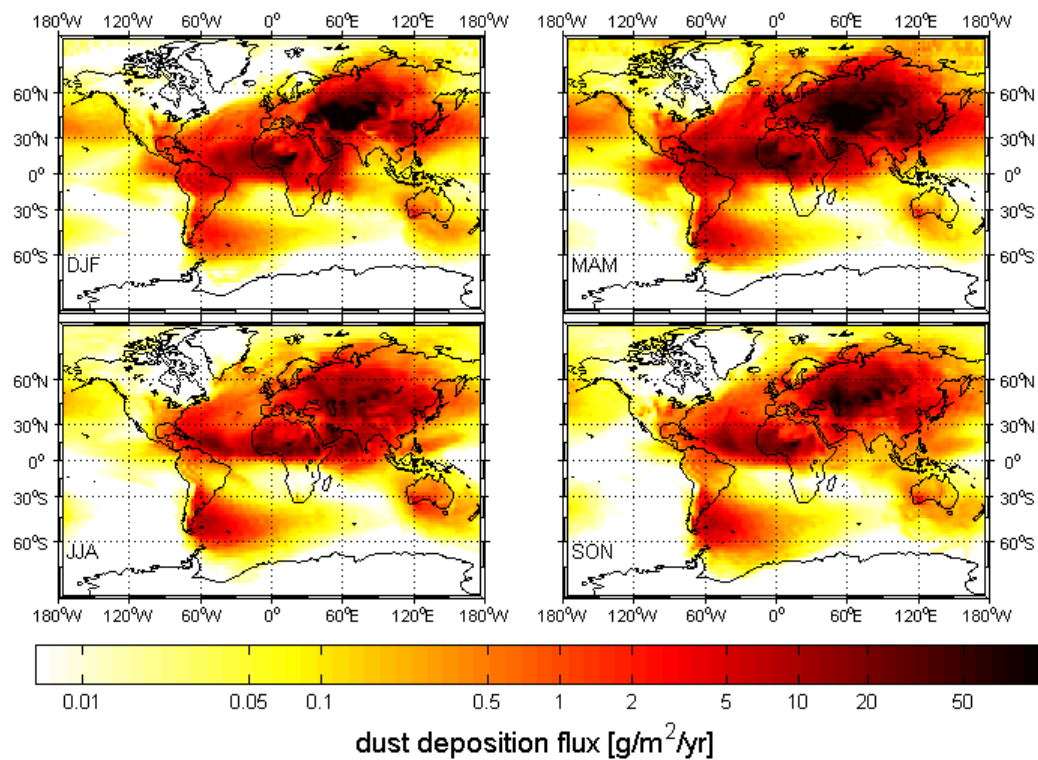 180°W 120°W 60°W 0° 60°E 120°E 180°W 180°W 120°W 60°W 0° 60°E 120°E 180°W
60°N 60°N
30°N 30°N
0° 0°
30°S 30°S
60°S 60°S
DJF MAM
60°N 60°N
30°N 30°N
0° 0°
30°S 30°S
60°S 60°S
JJA SON
180°W 120°W 60°W 0° 60°E 120°E 180°W 180°W 120°W 60°W 0° 60°E 120°E 180°W
0.01 0.05 0.1 0.5 1 2 5 10 20 50
dust deposition flux [g/m²/yr]